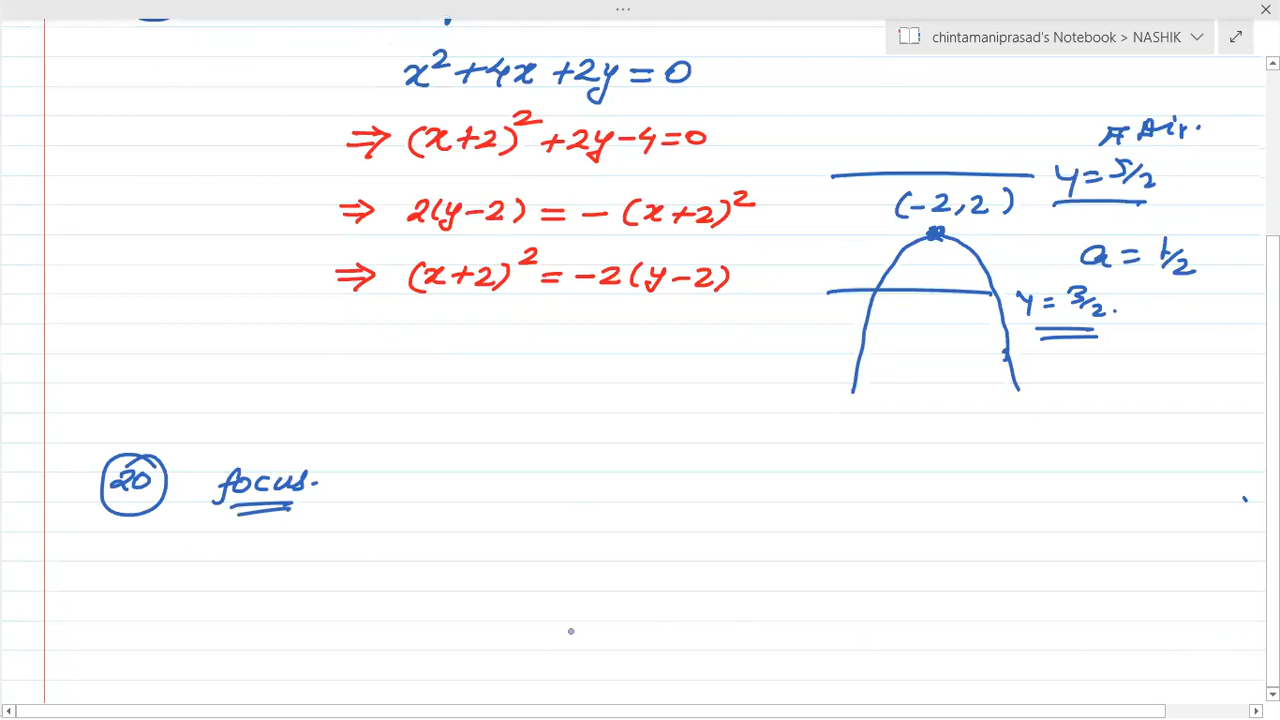 chintamaniprasad's Notebook > NASHIK
x² + 4x + 2y = 0
⇒ (x+2)² + 2y - 4 = 0
⇒ 2(y-2) = -(x+2)²
⇒ (x+2)² = -2(y-2)
Dir.
y = 5/2
(-2, 2)
a = 1/2
y = 3/2.
20 focus.